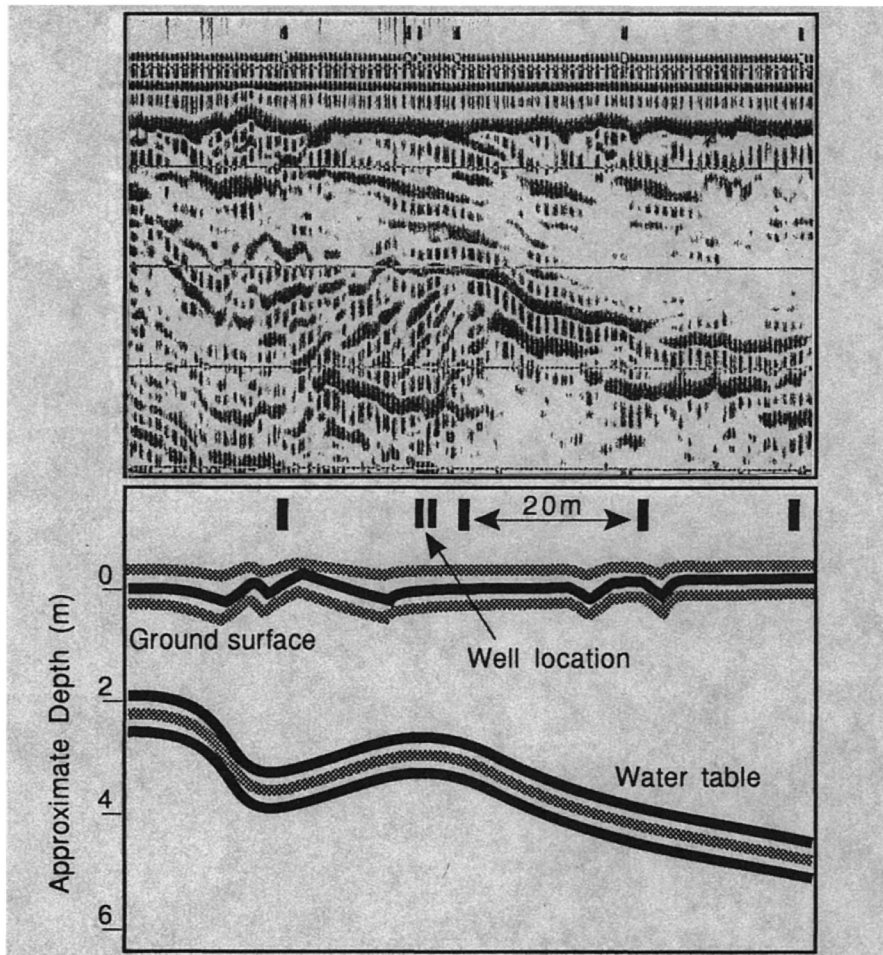 20m
0
Ground surface
Well location
2
Water table
4
6
Approximate Depth (m)